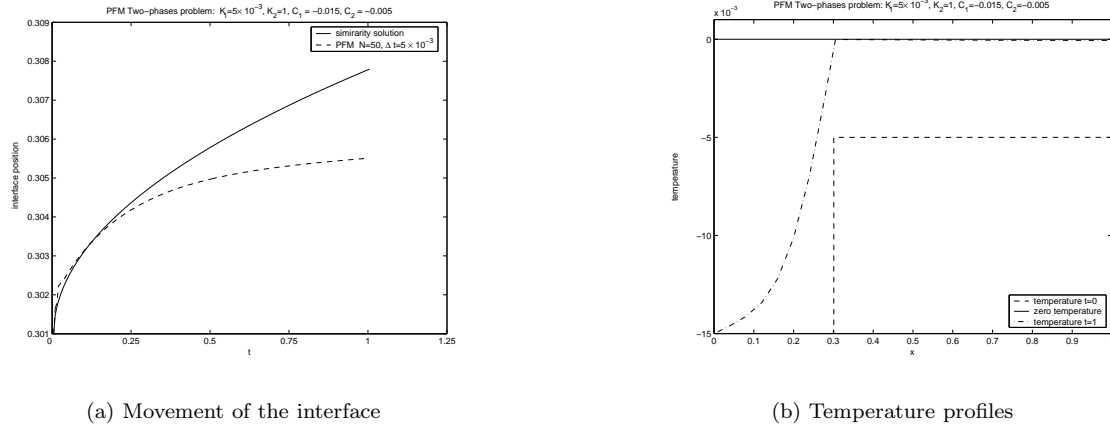 PFM Two−phases problem: K₁=5×10⁻³, K₂=1, C₁ = −0.015, C₂ = −0.005
0.309
0.308
0.307
0.306
0.305
0.304
0.303
0.302
0.301
interface position
simirarity solution
PFM N=50, Δ t=5×10⁻³
0
0.25
0.5
0.75
1
1.25
t
(a) Movement of the interface
PFM Two−phases problem: K₁=5×10⁻³, K₂=1, C₁=−0.015, C₂=−0.005
x 10⁻³
0
−5
−10
−15
temperature
temperature t=0
zero temperature
temperature t=1
0
0.1
0.2
0.3
0.4
0.5
0.6
0.7
0.8
0.9
x
(b) Temperature profiles